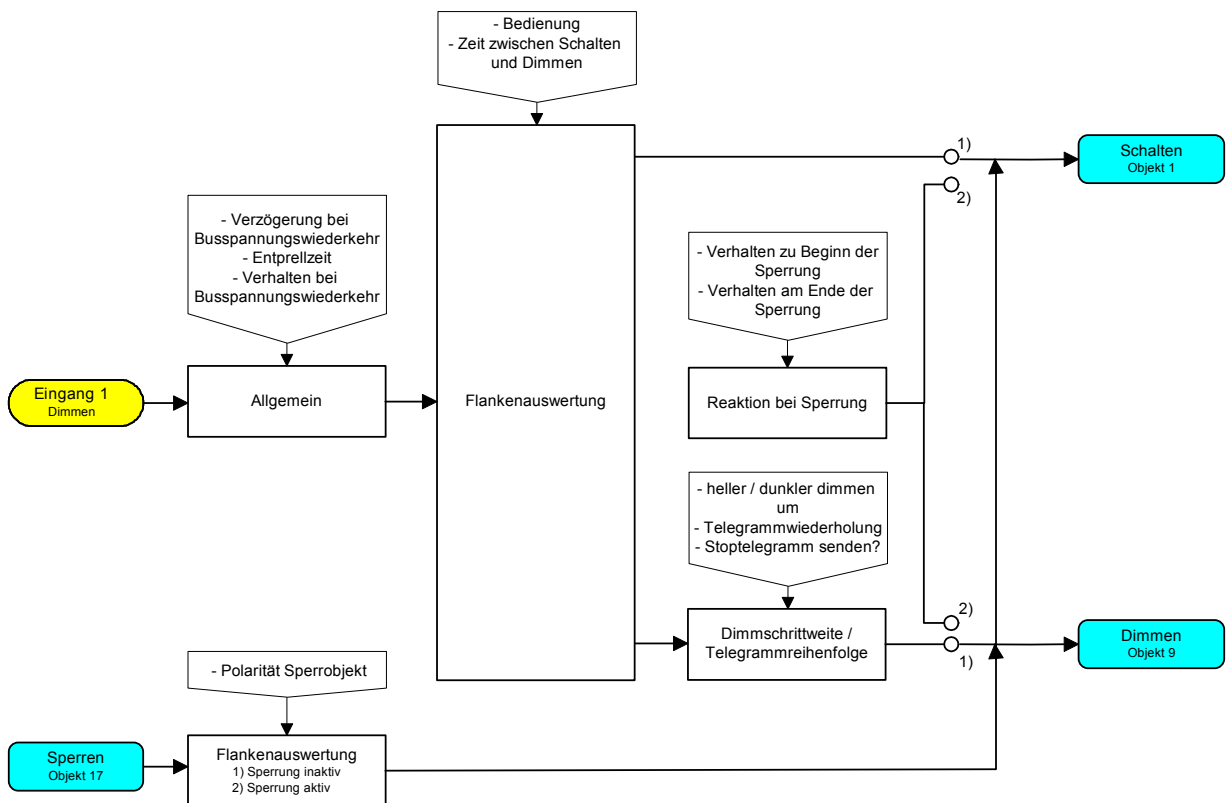 - Bedienung
- Zeit zwischen Schalten
und Dimmen
1)
Schalten
Objekt 1
2)
- Verzögerung bei
Busspannungswiederkehr
- Entprellzeit
- Verhalten bei
Busspannungswiederkehr
- Verhalten zu Beginn der
Sperrung
- Verhalten am Ende der
Sperrung
Eingang 1
Dimmen
Allgemein
Flankenauswertung
Reaktion bei Sperrung
- heller / dunkler dimmen
um
- Telegrammwiederholung
- Stoptelegramm senden?
2)
Dimmschrittweite /
Telegrammreihenfolge
1)
Dimmen
Objekt 9
- Polarität Sperrobjekt
Sperren
Objekt 17
Flankenauswertung
1) Sperrung inaktiv
2) Sperrung aktiv